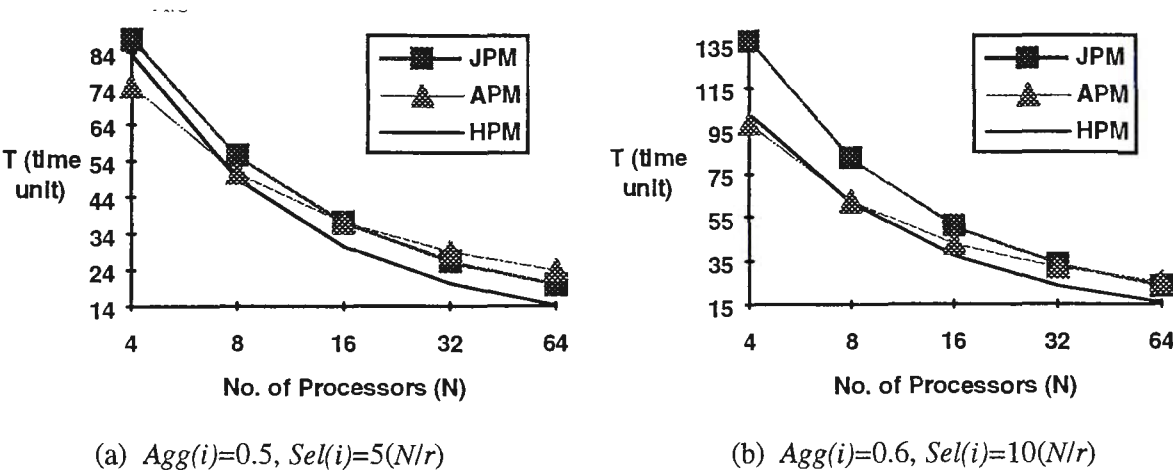 84
74
64
54
44
34
24
14
T (time
unit)
JPM
APM
HPM
4
8
16
32
64
No. of Processors (N)
(a) Agg(i)=0.5, Sel(i)=5(N/r)
135
115
95
75
55
35
15
T (time
unit)
JPM
APM
HPM
4
8
16
32
64
No. of Processors (N)
(b) Agg(i)=0.6, Sel(i)=10(N/r)